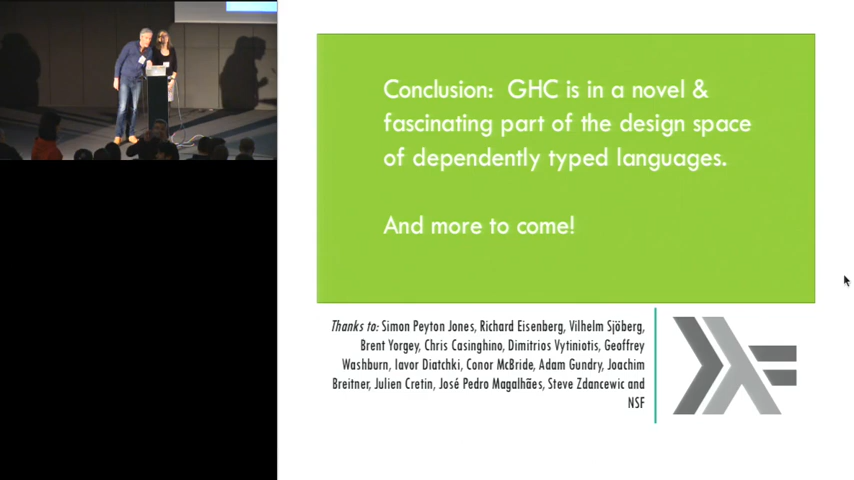 Conclusion:  GHC is in a novel &
fascinating part of the design space
of dependently typed languages.
And more to come!
Thanks to: Simon Peyton Jones, Richard Eisenberg, Vilhelm Sjöberg,
Brent Yorgey, Chris Casinghino, Dimitrios Vytiniotis, Geoffrey
Washburn, Iavor Diatchki, Conor McBride, Adam Gundry, Joachim
Breitner, Julien Cretin, José Pedro Magalhães, Steve Zdancewic and
NSF